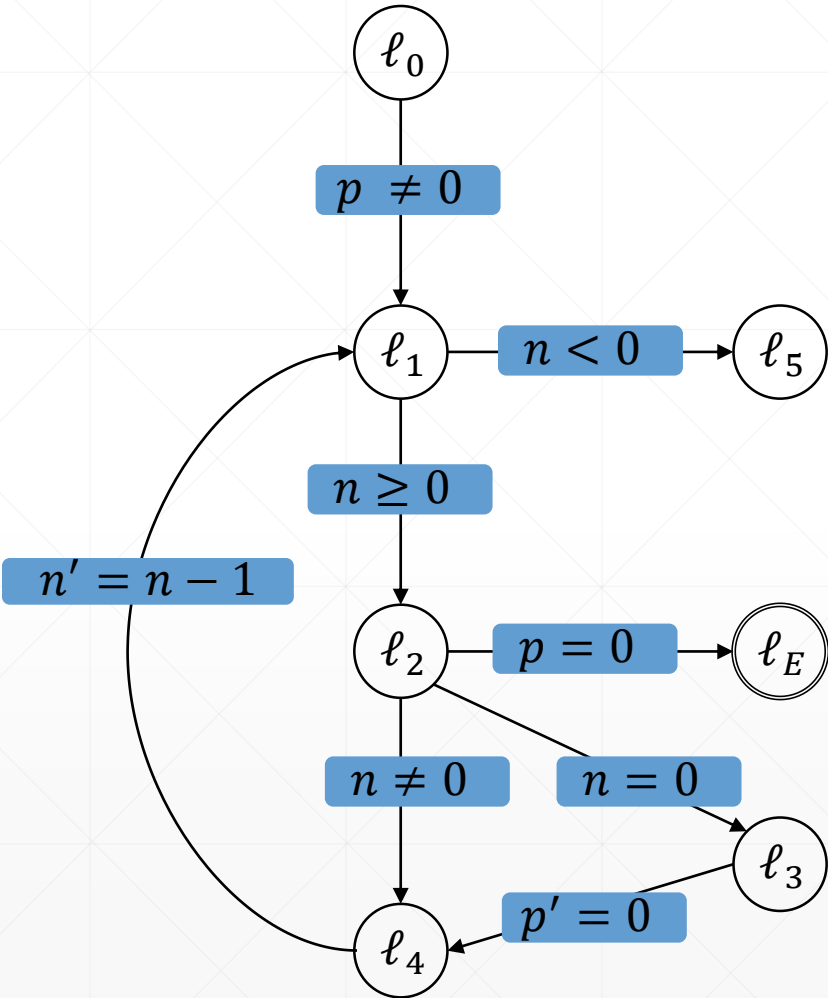 ℓ0
p ≠ 0
ℓ1
n < 0
ℓ5
n ≥ 0
n′ = n − 1
ℓ2
p = 0
ℓE
n ≠ 0
n = 0
ℓ3
p′ = 0
ℓ4